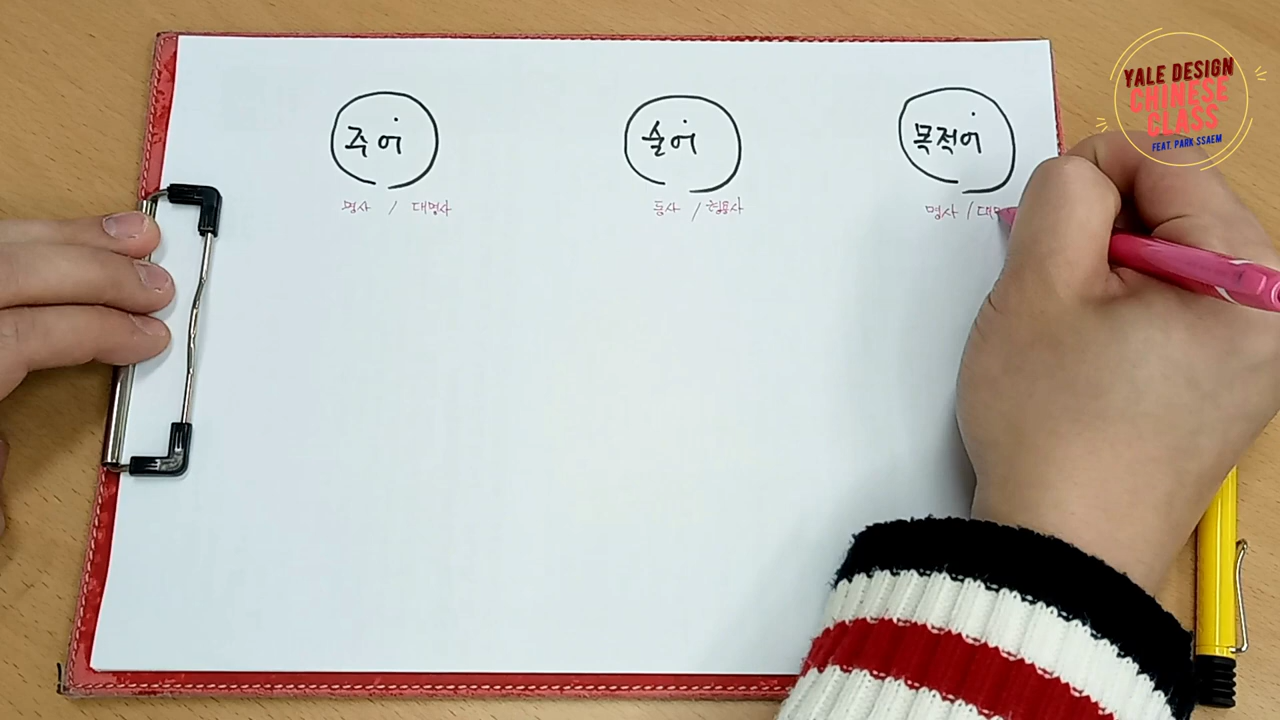 주어 술어 목적어
명사 / 대명사 동사 / 형용사 명사 / 대
YALE DESIGN
CHINESE
CLASS
FEAT. PARK SSAEM